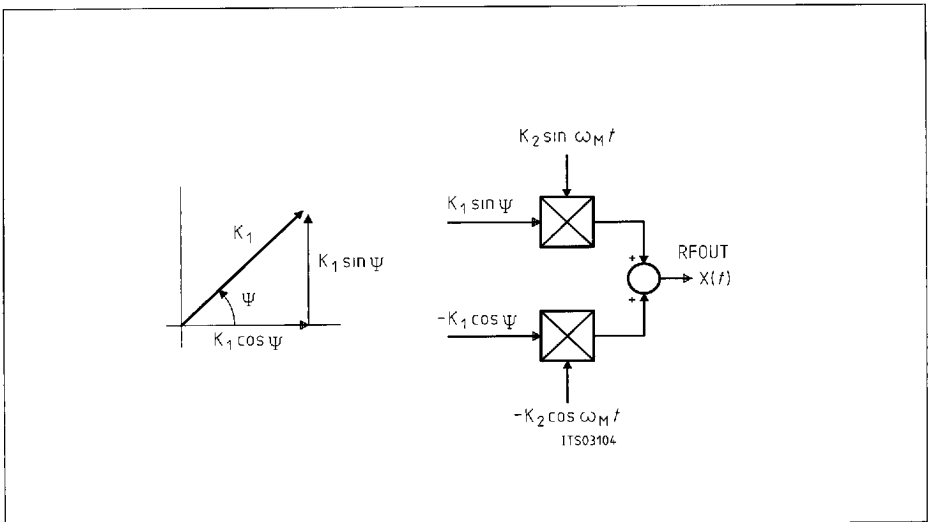 K₁
K₁ sin Ψ
Ψ
K₁ cos Ψ
K₂ sin ω_M t
K₁ sin Ψ
+
RFOUT
X(t)
+
-K₁ cos Ψ
-K₂ cos ω_M t
ITS03104